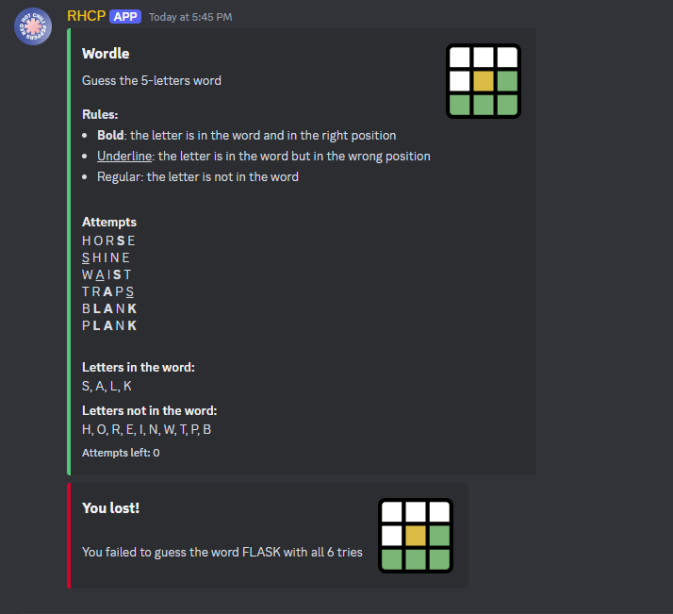 RHCP APP Today at 5:45 PM
Wordle
Guess the 5-letters word
Rules:
• Bold: the letter is in the word and in the right position
• Underline: the letter is in the word but in the wrong position
• Regular: the letter is not in the word
Attempts
H O R S E
S H I N E
W A I S T
T R A P S
B L A N K
P L A N K
Letters in the word:
S, A, L, K
Letters not in the word:
H, O, R, E, I, N, W, T, P, B
Attempts left: 0
You lost!
You failed to guess the word FLASK with all 6 tries